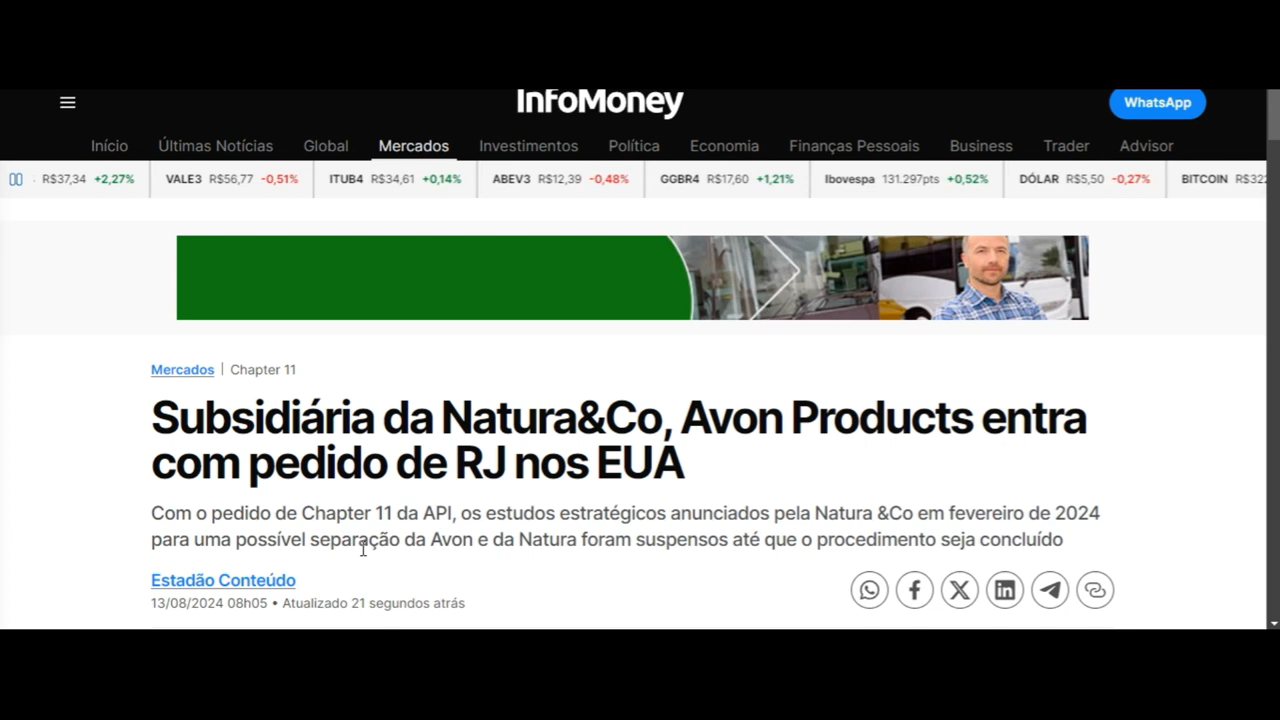 InfoMoney
WhatsApp
Início Últimas Notícias Global Mercados Investimentos Política Economia Finanças Pessoais Business Trader Advisor
R$37,34 +2,27% VALE3 R$56,77 -0,51% ITUB4 R$34,61 +0,14% ABEV3 R$12,39 -0,48% GGBR4 R$17,60 +1,21% Ibovespa 131.297pts +0,52% DÓLAR R$5,50 -0,27% BITCOIN
Mercados | Chapter 11
Subsidiária da Natura&Co, Avon Products entra
com pedido de RJ nos EUA
Com o pedido de Chapter 11 da API, os estudos estratégicos anunciados pela Natura &Co em fevereiro de 2024
para uma possível separação da Avon e da Natura foram suspensos até que o procedimento seja concluído
Estadão Conteúdo
13/08/2024 08h05 • Atualizado 21 segundos atrás